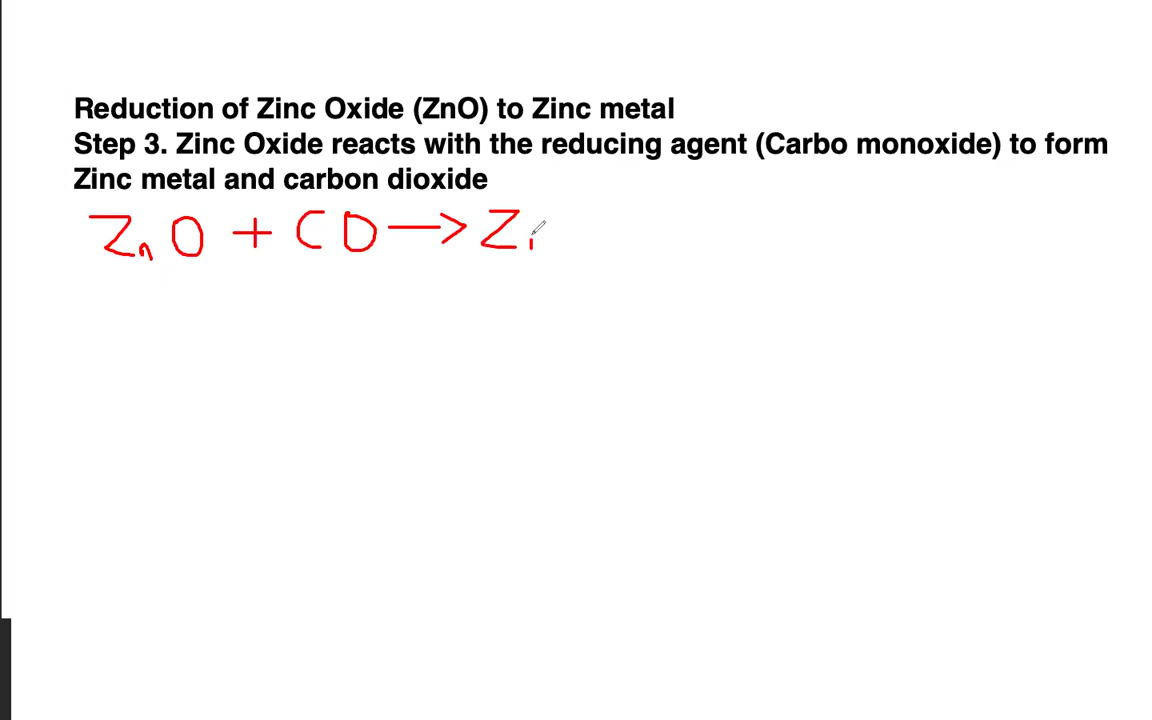 Reduction of Zinc Oxide (ZnO) to Zinc metal
Step 3. Zinc Oxide reacts with the reducing agent (Carbo monoxide) to form
Zinc metal and carbon dioxide
ZnO + CO → Z